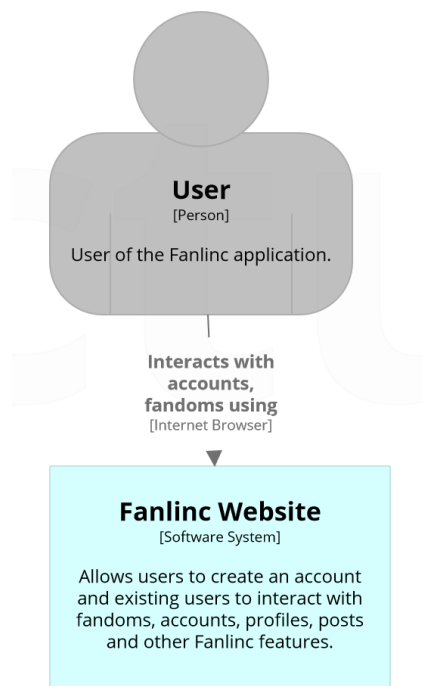 User
[Person]
User of the Fanlinc application.
Interacts with
accounts,
fandoms using
[Internet Browser]
Fanlinc Website
[Software System]
Allows users to create an account
and existing users to interact with
fandoms, accounts, profiles, posts
and other Fanlinc features.